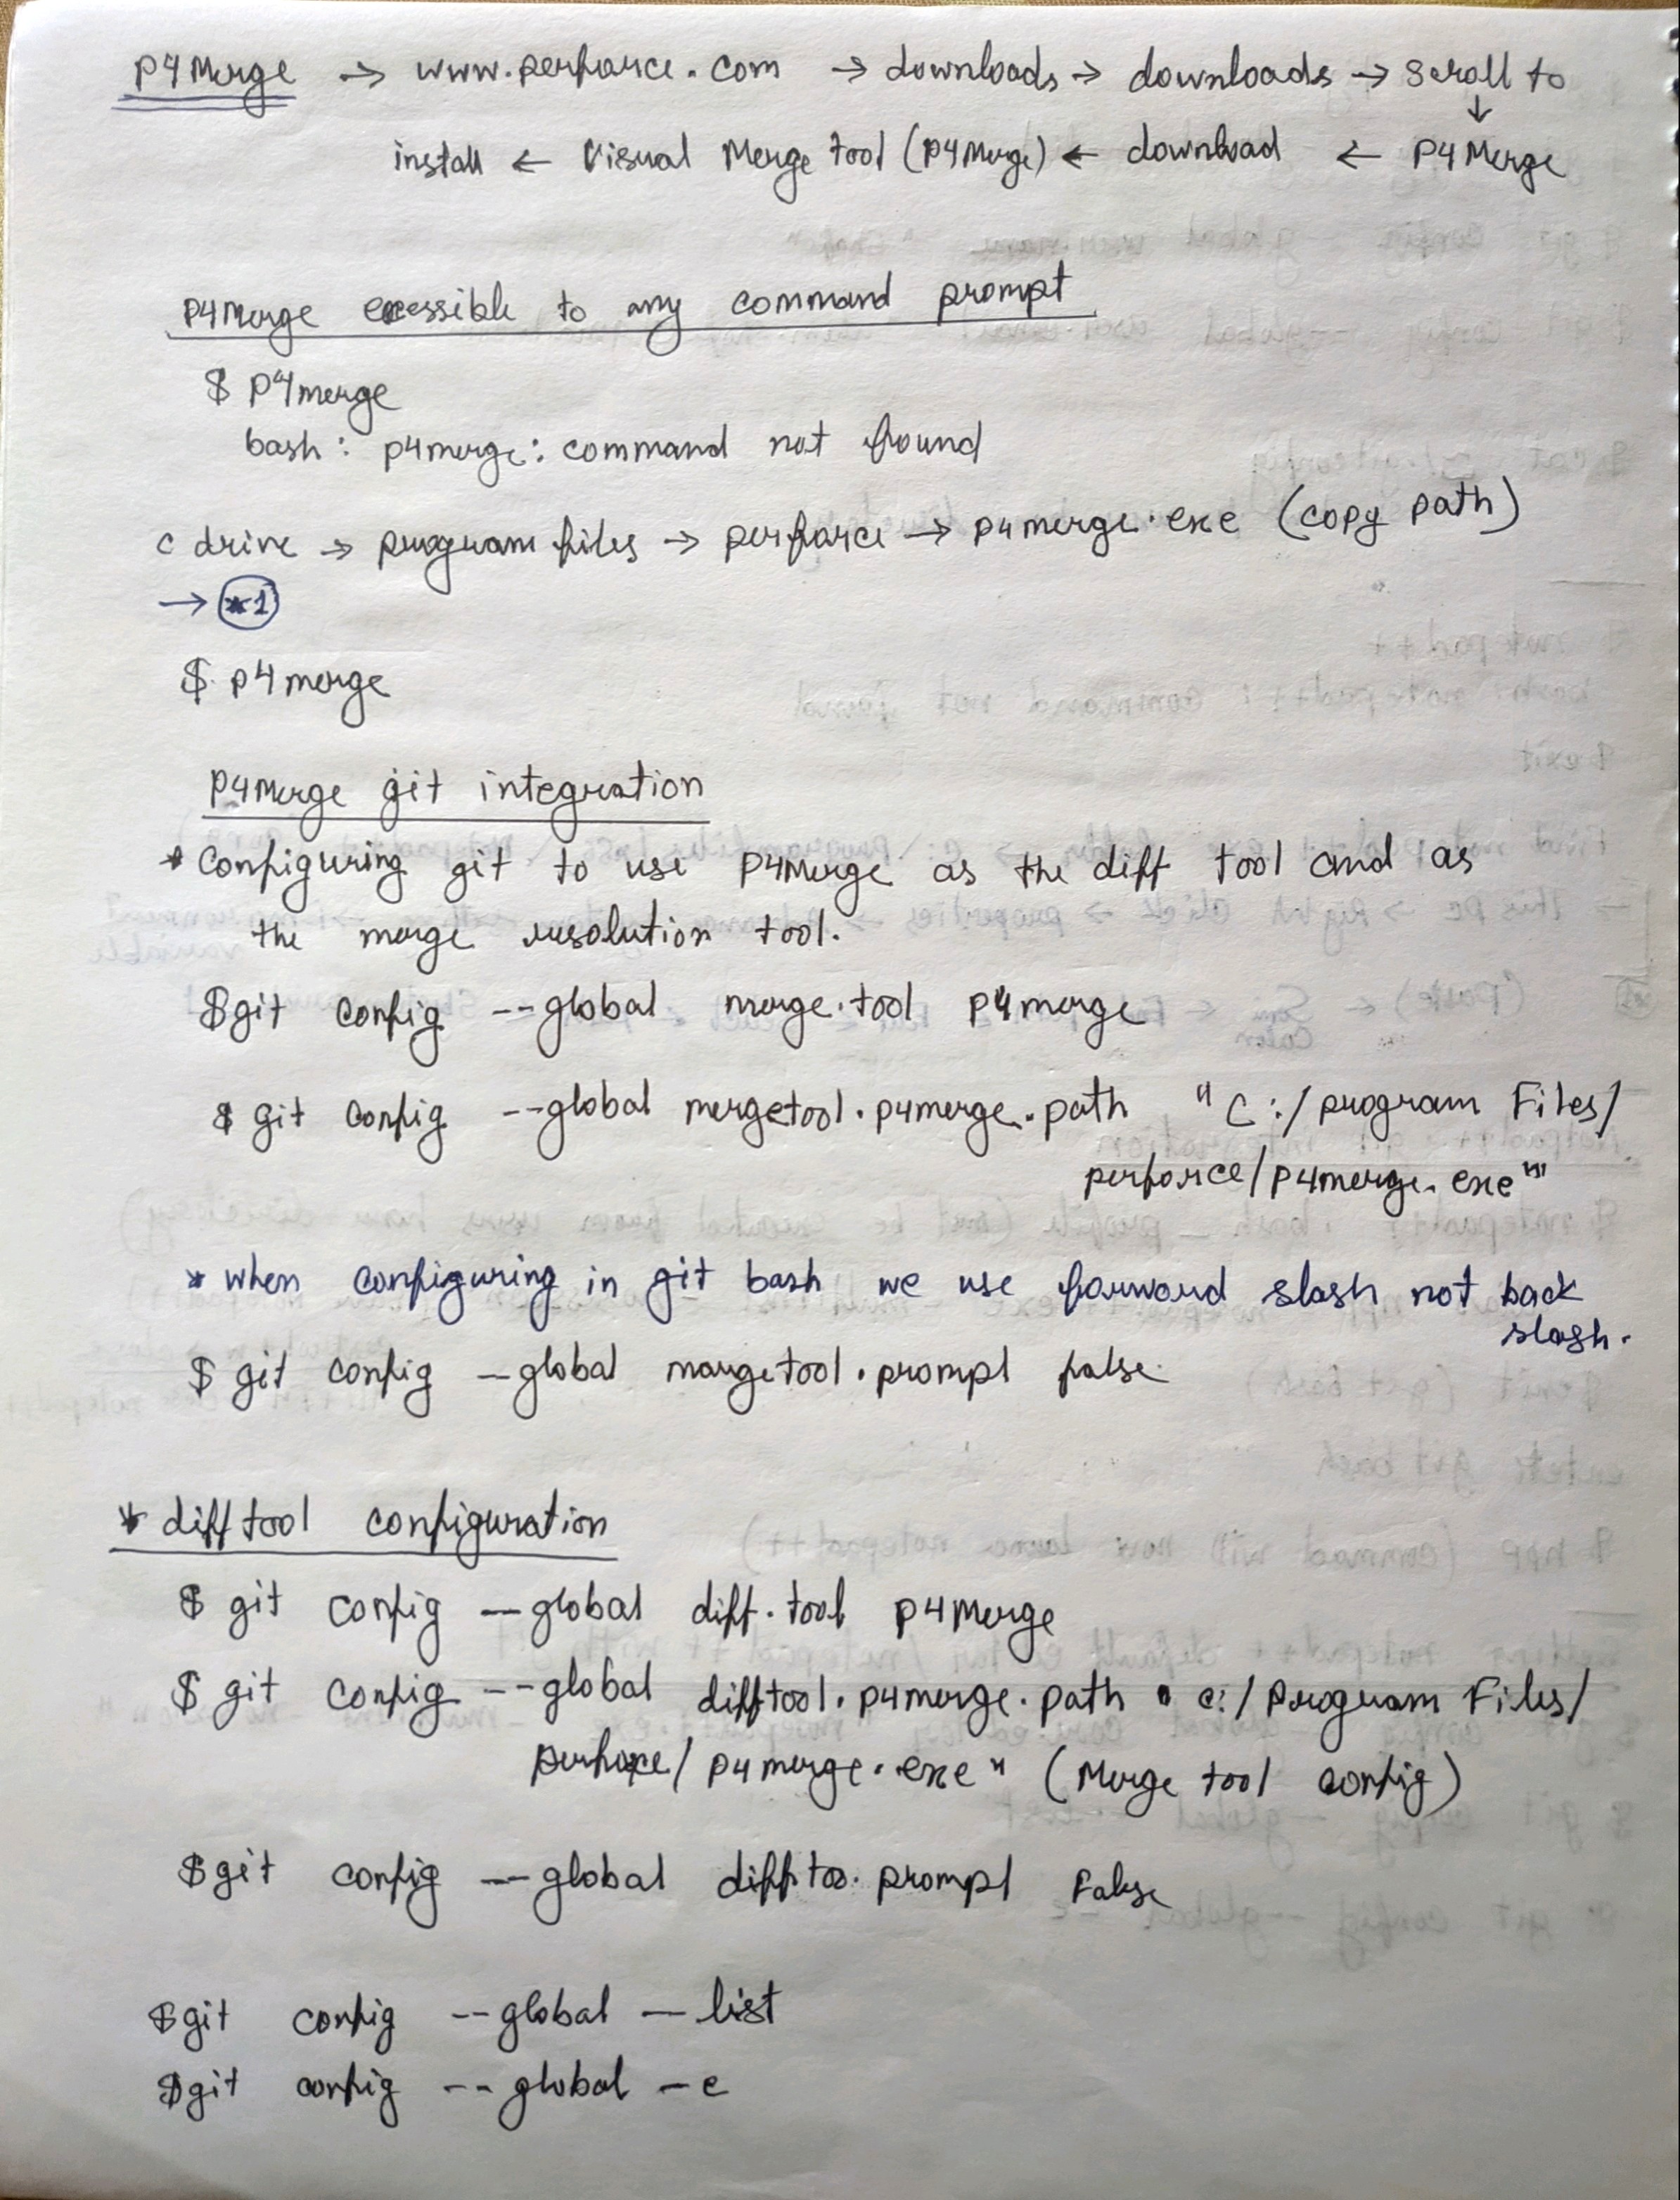 P4Merge → www.perforce.com → downloads → downloads → scroll to
↓
install ← Visual Merge tool (P4Merge) ← download ← P4Merge
P4Merge eccessible to any command prompt
$ P4merge
bash: p4merge: command not found
c drive → program files → perforce → p4merge.exe (copy path)
→ *1
$ p4merge
P4Merge git integration
* Configuring git to use P4Merge as the diff tool and as
the merge resolution tool.
$ git config --global merge.tool p4merge
$ git config --global mergetool.p4merge.path "C:/program Files/
perforce/p4merge.exe"
* when configuring in git bash we use forward slash not back
slash.
$ git config --global mergetool.prompt false
* difftool configuration
$ git config --global diff.tool P4Merge
$ git config --global difftool.p4merge.path " c:/Program Files/
perforce/p4merge.exe" (Merge tool config)
$ git config --global difftoo.prompt False
$ git config --global --list
$ git config --global -e